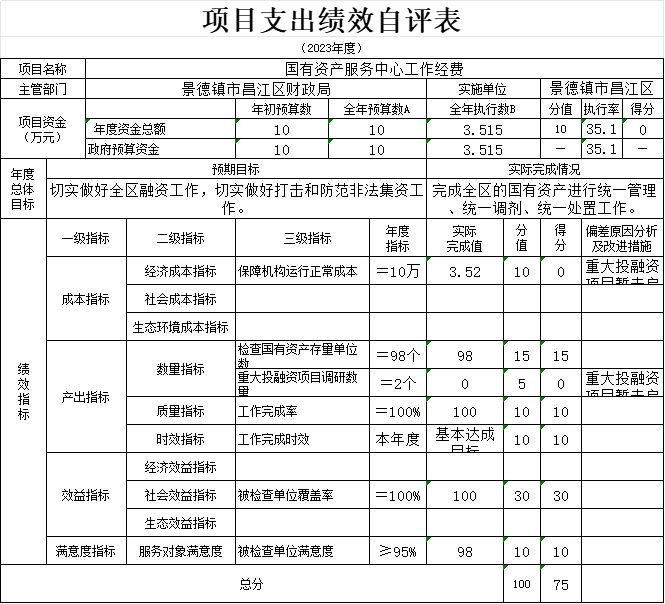 项目支出绩效自评表
（2023年度）
项目名称 国有资产服务中心工作经费
主管部门 景德镇市昌江区财政局 实施单位 景德镇市昌江区
项目资金（万元） 年初预算数 全年预算数A 全年执行数B 分值 执行率 得分
年度资金总额 10 10 3.515 10 35.1 0
政府预算资金 10 10 3.515 — 35.1 —
年度总体目标 预期目标 实际完成情况
切实做好全区融资工作，切实做好打击和防范非法集资工作。 完成全区的国有资产进行统一管理、统一调剂、统一处置工作。
绩效指标 一级指标 二级指标 三级指标 年度指标 实际完成值 分值 得分 偏差原因分析及改进措施
成本指标 经济成本指标 保障机构运行正常成本 ＝10万 3.52 10 0 重大投融资项目暂未启
社会成本指标
生态环境成本指标
产出指标 数量指标 检查国有资产存量单位数 ＝98个 98 15 15
重大投融资项目调研数量 ＝2个 0 5 0 重大投融资项目暂未启
质量指标 工作完成率 ＝100% 100 10 10
时效指标 工作完成时效 本年度 基本达成目标 10 10
效益指标 经济效益指标
社会效益指标 被检查单位覆盖率 ＝100% 100 30 30
生态效益指标
满意度指标 服务对象满意度 被检查单位满意度 ≥95% 98 10 10
总分 100 75